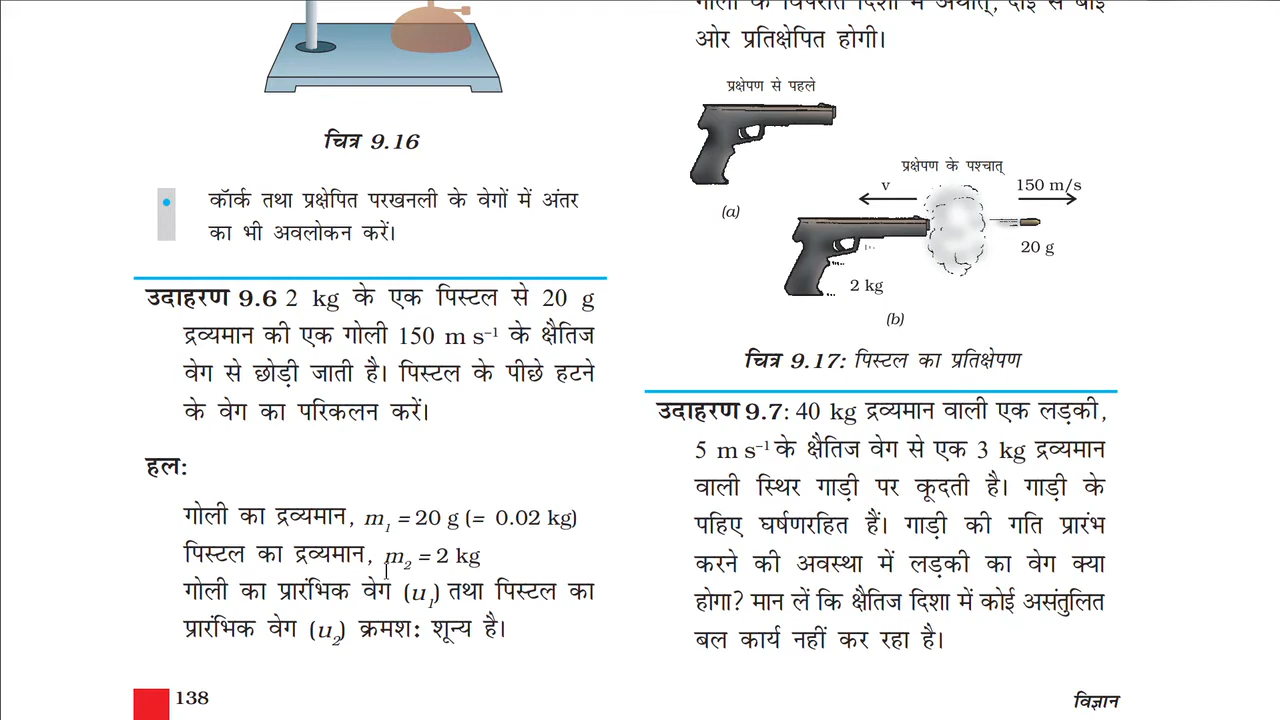 चित्र 9.16
कॉर्क तथा प्रक्षेपित परखनली के वेगों में अंतर
का भी अवलोकन करें।
उदाहरण 9.6 2 kg के एक पिस्टल से 20 g
द्रव्यमान की एक गोली 150 m s⁻¹ के क्षैतिज
वेग से छोड़ी जाती है। पिस्टल के पीछे हटने
के वेग का परिकलन करें।
हल:
गोली का द्रव्यमान, m₁ = 20 g (= 0.02 kg)
पिस्टल का द्रव्यमान, m₂ = 2 kg
गोली का प्रारंभिक वेग (u₁) तथा पिस्टल का
प्रारंभिक वेग (u₂) क्रमश: शून्य है।
138
गोली के विपरीत दिशा में अर्थात्, दाईं से बाईं
ओर प्रतिक्षेपित होगी।
प्रक्षेपण से पहले
(a)
प्रक्षेपण के पश्चात्
v
150 m/s
20 g
2 kg
(b)
चित्र 9.17: पिस्टल का प्रतिक्षेपण
उदाहरण 9.7: 40 kg द्रव्यमान वाली एक लड़की,
5 m s⁻¹ के क्षैतिज वेग से एक 3 kg द्रव्यमान
वाली स्थिर गाड़ी पर कूदती है। गाड़ी के
पहिए घर्षणरहित हैं। गाड़ी की गति प्रारंभ
करने की अवस्था में लड़की का वेग क्या
होगा? मान लें कि क्षैतिज दिशा में कोई असंतुलित
बल कार्य नहीं कर रहा है।
विज्ञान